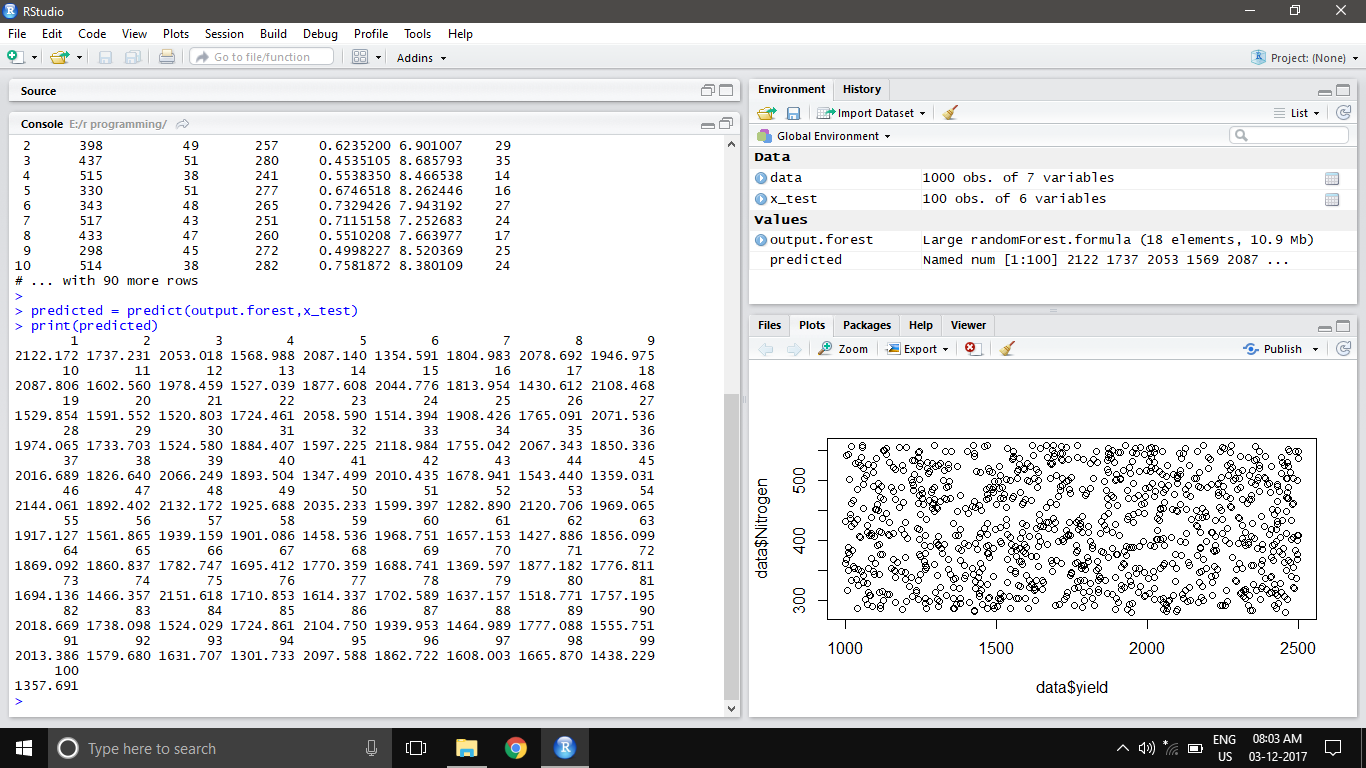 RStudio
File Edit Code View Plots Session Build Debug Profile Tools Help
Go to file/function Addins Project: (None)
Source
Console E:/r programming/
2 398 49 257 0.6235200 6.901007 29
3 437 51 280 0.4535105 8.685793 35
4 515 38 241 0.5538350 8.466538 14
5 330 51 277 0.6746518 8.262446 16
6 343 48 265 0.7329426 7.943192 27
7 517 43 251 0.7115158 7.252683 24
8 433 47 260 0.5510208 7.663977 17
9 298 45 272 0.4998227 8.520369 25
10 514 38 282 0.7581872 8.380109 24
# ... with 90 more rows
>
> predicted = predict(output.forest,x_test)
> print(predicted)
1 2 3 4 5 6 7 8 9
2122.172 1737.231 2053.018 1568.988 2087.140 1354.591 1804.983 2078.692 1946.975
10 11 12 13 14 15 16 17 18
2087.806 1602.560 1978.459 1527.039 1877.608 2044.776 1813.954 1430.612 2108.468
19 20 21 22 23 24 25 26 27
1529.854 1591.552 1520.803 1724.461 2058.590 1514.394 1908.426 1765.091 2071.536
28 29 30 31 32 33 34 35 36
1974.065 1733.703 1524.580 1884.407 1597.225 2118.984 1755.042 2067.343 1850.336
37 38 39 40 41 42 43 44 45
2016.689 1826.640 2066.249 1893.504 1347.499 2010.435 1678.941 1543.440 1359.031
46 47 48 49 50 51 52 53 54
2144.061 1892.402 2132.172 1925.688 2035.233 1599.397 1282.890 2120.706 1969.065
55 56 57 58 59 60 61 62 63
1917.127 1561.865 1939.159 1901.086 1458.536 1968.751 1657.153 1427.886 1856.099
64 65 66 67 68 69 70 71 72
1869.092 1860.837 1782.747 1695.412 1770.359 1688.741 1369.597 1877.182 1776.811
73 74 75 76 77 78 79 80 81
1694.136 1466.357 2151.618 1710.853 1614.337 1702.589 1637.157 1518.771 1757.195
82 83 84 85 86 87 88 89 90
2018.669 1738.098 1524.029 1724.861 2104.750 1939.953 1464.989 1777.088 1555.751
91 92 93 94 95 96 97 98 99
2013.386 1579.680 1631.707 1301.733 2097.588 1862.722 1608.003 1665.870 1438.229
100
1357.691
>
Environment History
Import Dataset List
Global Environment
Data
data 1000 obs. of 7 variables
x_test 100 obs. of 6 variables
Values
output.forest Large randomForest.formula (18 elements, 10.9 Mb)
predicted Named num [1:100] 2122 1737 2053 1569 2087 ...
Files Plots Packages Help Viewer
Zoom Export Publish
data$Nitrogen
500
400
300
1000 1500 2000 2500
data$yield
Type here to search
ENG
US
08:03 AM
03-12-2017